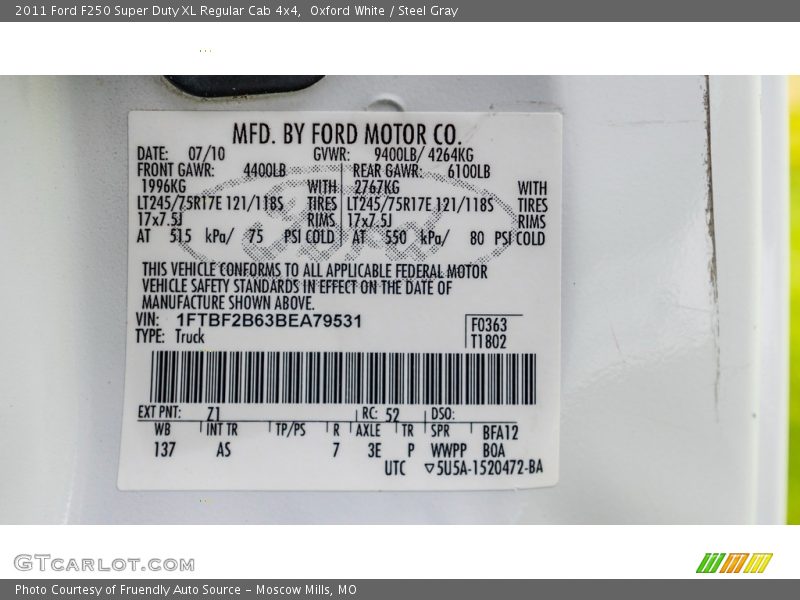 2011 Ford F250 Super Duty XL Regular Cab 4x4,  Oxford White / Steel Gray
MFD. BY FORD MOTOR CO.
DATE: 07/10 GVWR: 9400LB/ 4264KG
FRONT GAWR: 4400LB REAR GAWR: 6100LB
1996KG WITH 2767KG WITH
LT245/75R17E 121/118S TIRES LT245/75R17E 121/118S TIRES
17x7.5J RIMS 17x7.5J RIMS
AT 515 kPa/ 75 PSI COLD AT 550 kPa/ 80 PSI COLD
Ford
THIS VEHICLE CONFORMS TO ALL APPLICABLE FEDERAL MOTOR
VEHICLE SAFETY STANDARDS IN EFFECT ON THE DATE OF
MANUFACTURE SHOWN ABOVE.
VIN: 1FTBF2B63BEA79531 F0363
TYPE: Truck T1802
EXT PNT: Z1 RC: 52 DSO:
WB INT TR TP/PS R AXLE TR SPR BFA12
137 AS 7 3E P WWPP BOA
UTC ▽5U5A-1520472-BA
GTCARLOT.COM
Photo Courtesy of Fruendly Auto Source - Moscow Mills, MO